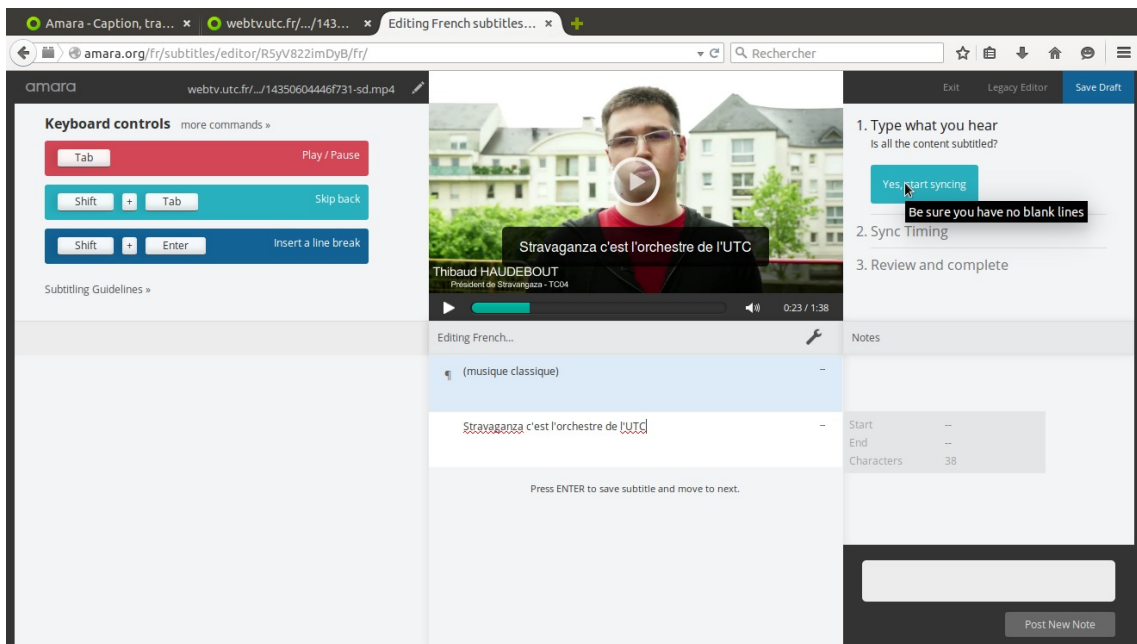 Amara - Caption, tra... ×
webtv.utc.fr/.../143... ×
Editing French subtitles... ×
amara.org/fr/subtitles/editor/R5yV822imDyB/fr/
Rechercher
amara
webtv.utc.fr/.../14350604446f731-sd.mp4
Exit
Legacy Editor
Save Draft
Keyboard controls more commands »
Tab
Play / Pause
Shift + Tab
Skip back
Shift + Enter
Insert a line break
Subtitling Guidelines »
Stravaganza c'est l'orchestre de l'UTC
Thibaud HAUDEBOUT
Président de Stravangaza - TC04
0:23 / 1:38
1. Type what you hear
Is all the content subtitled?
Yes, start syncing
Be sure you have no blank lines
2. Sync Timing
3. Review and complete
Editing French...
Notes
¶ (musique classique) --
Stravaganza c'est l'orchestre de l'UTC --
Press ENTER to save subtitle and move to next.
Start --
End --
Characters 38
Post New Note